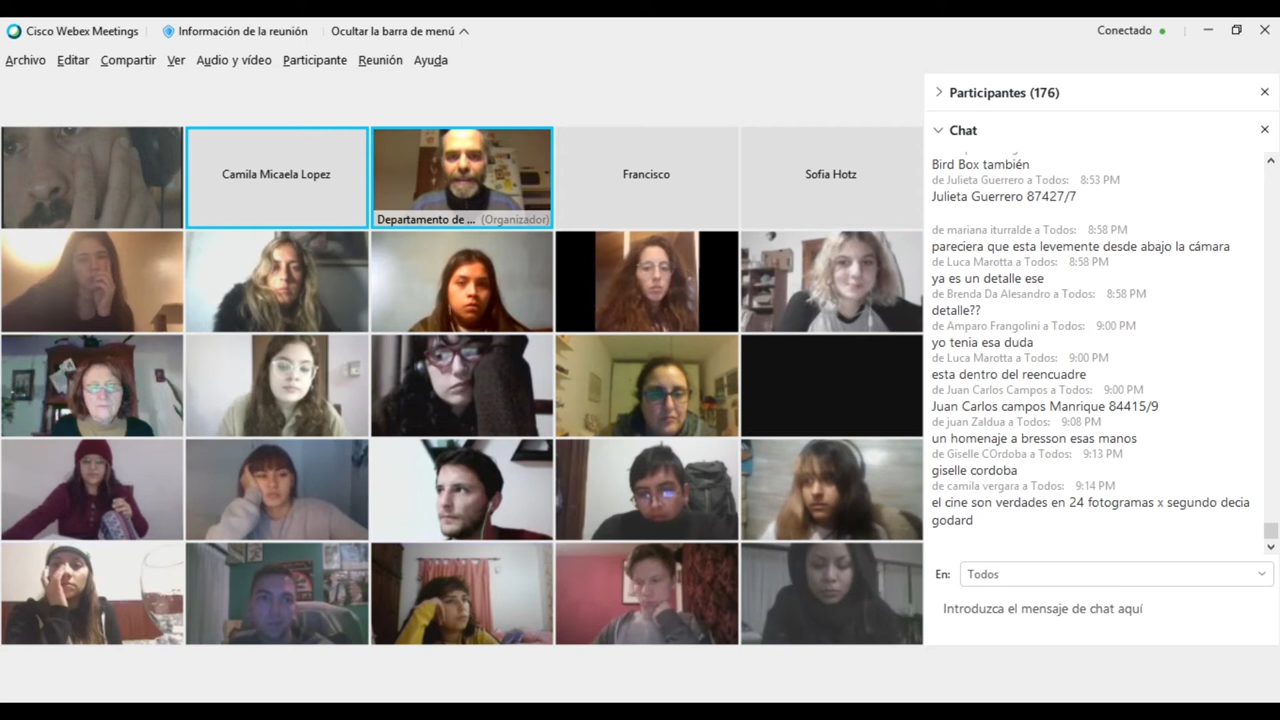 Cisco Webex Meetings
Información de la reunión
Ocultar la barra de menú
Conectado
Archivo Editar Compartir Ver Audio y vídeo Participante Reunión Ayuda
Camila Micaela Lopez
Departamento de ... (Organizador)
Francisco
Sofia Hotz
Participantes (176)
Chat
Bird Box también
de Julieta Guerrero a Todos: 8:53 PM
Julieta Guerrero 87427/7
de mariana iturralde a Todos: 8:58 PM
pareciera que esta levemente desde abajo la cámara
de Luca Marotta a Todos: 8:58 PM
ya es un detalle ese
de Brenda Da Alesandro a Todos: 8:58 PM
detalle??
de Amparo Frangolini a Todos: 9:00 PM
yo tenia esa duda
de Luca Marotta a Todos: 9:00 PM
esta dentro del reencuadre
de Juan Carlos Campos a Todos: 9:00 PM
Juan Carlos campos Manrique 84415/9
de juan Zaldua a Todos: 9:08 PM
un homenaje a bresson esas manos
de Giselle COrdoba a Todos: 9:13 PM
giselle cordoba
de camila vergara a Todos: 9:14 PM
el cine son verdades en 24 fotogramas x segundo decia
godard
En: Todos
Introduzca el mensaje de chat aquí